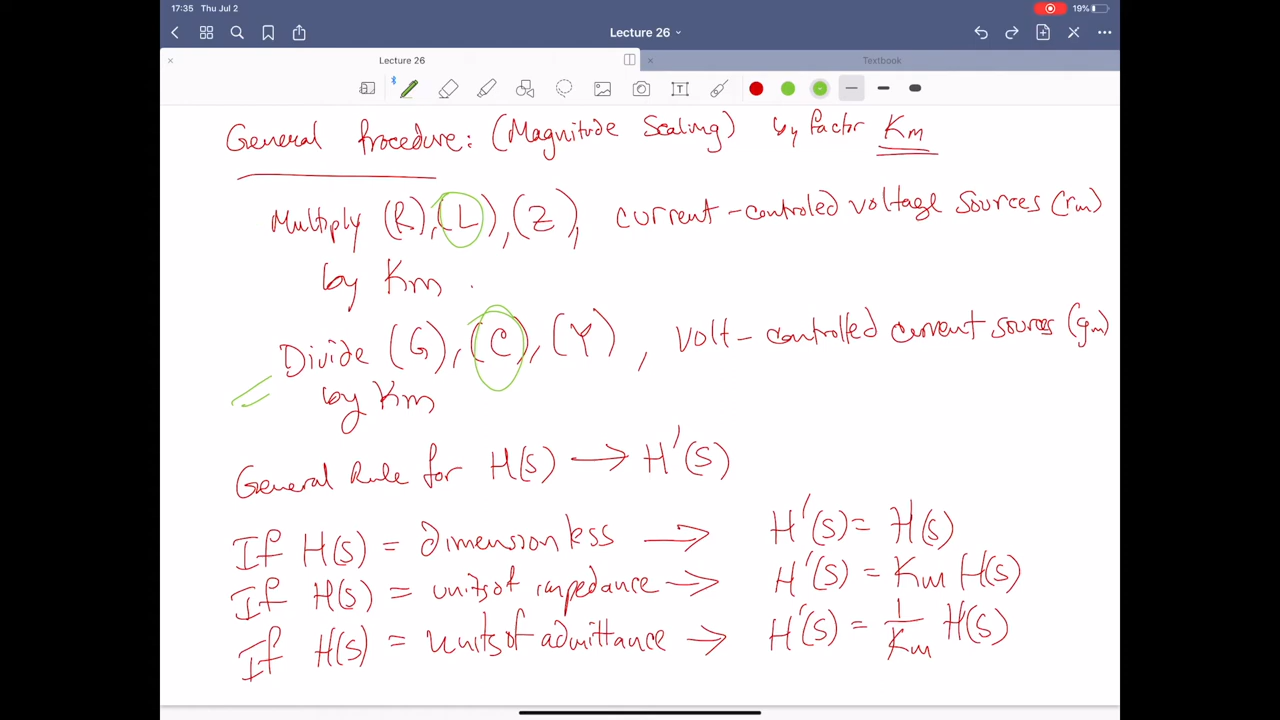 17:35 Thu Jul 2
19%
Lecture 26
Lecture 26
Textbook
General Procedure: (Magnitude Scaling) by factor Km
Multiply (R), (L), (Z), current-controled voltage sources (rm)
by Km.
Divide (G), (C), (Y), volt-controlled current sources (gm)
by Km
General Rule for H(s) → H'(s)
If H(s) = dimensionless → H'(s) = H(s)
If H(s) = units of impedance → H'(s) = Km H(s)
If H(s) = units of admittance → H'(s) = 1/Km H(s)